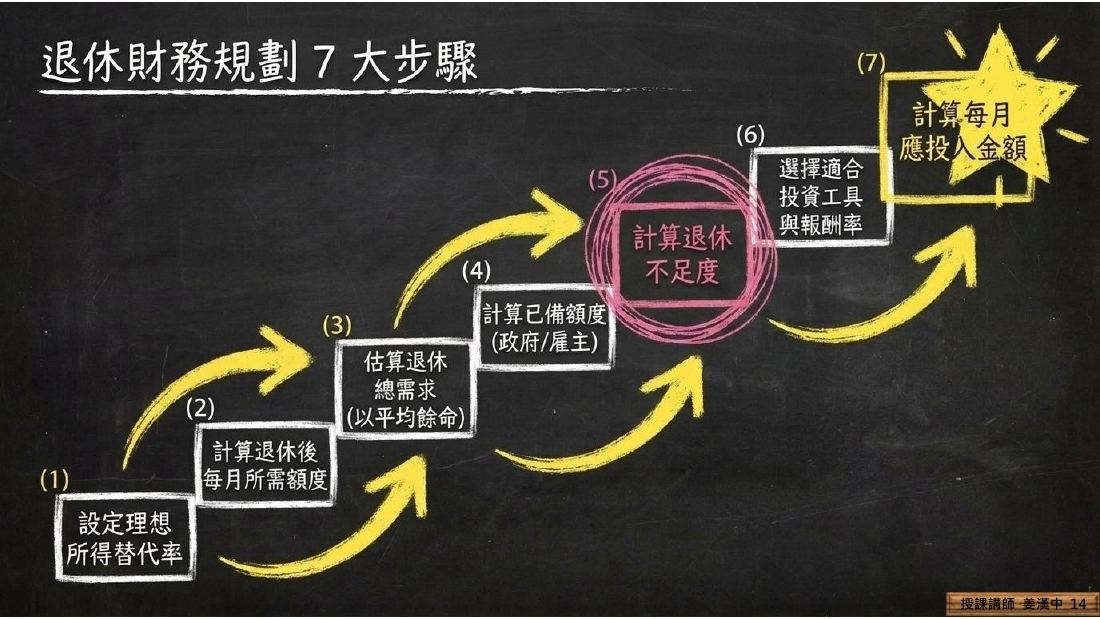 退休財務規劃 7 大步驟
(1)
設定理想
所得替代率
(2)
計算退休後
每月所需額度
(3)
估算退休
總需求
(以平均餘命)
(4)
計算已備額度
(政府/雇主)
(5)
計算退休
不足度
(6)
選擇適合
投資工具
與報酬率
(7)
計算每月
應投入金額
授課講師 姜漢中 14